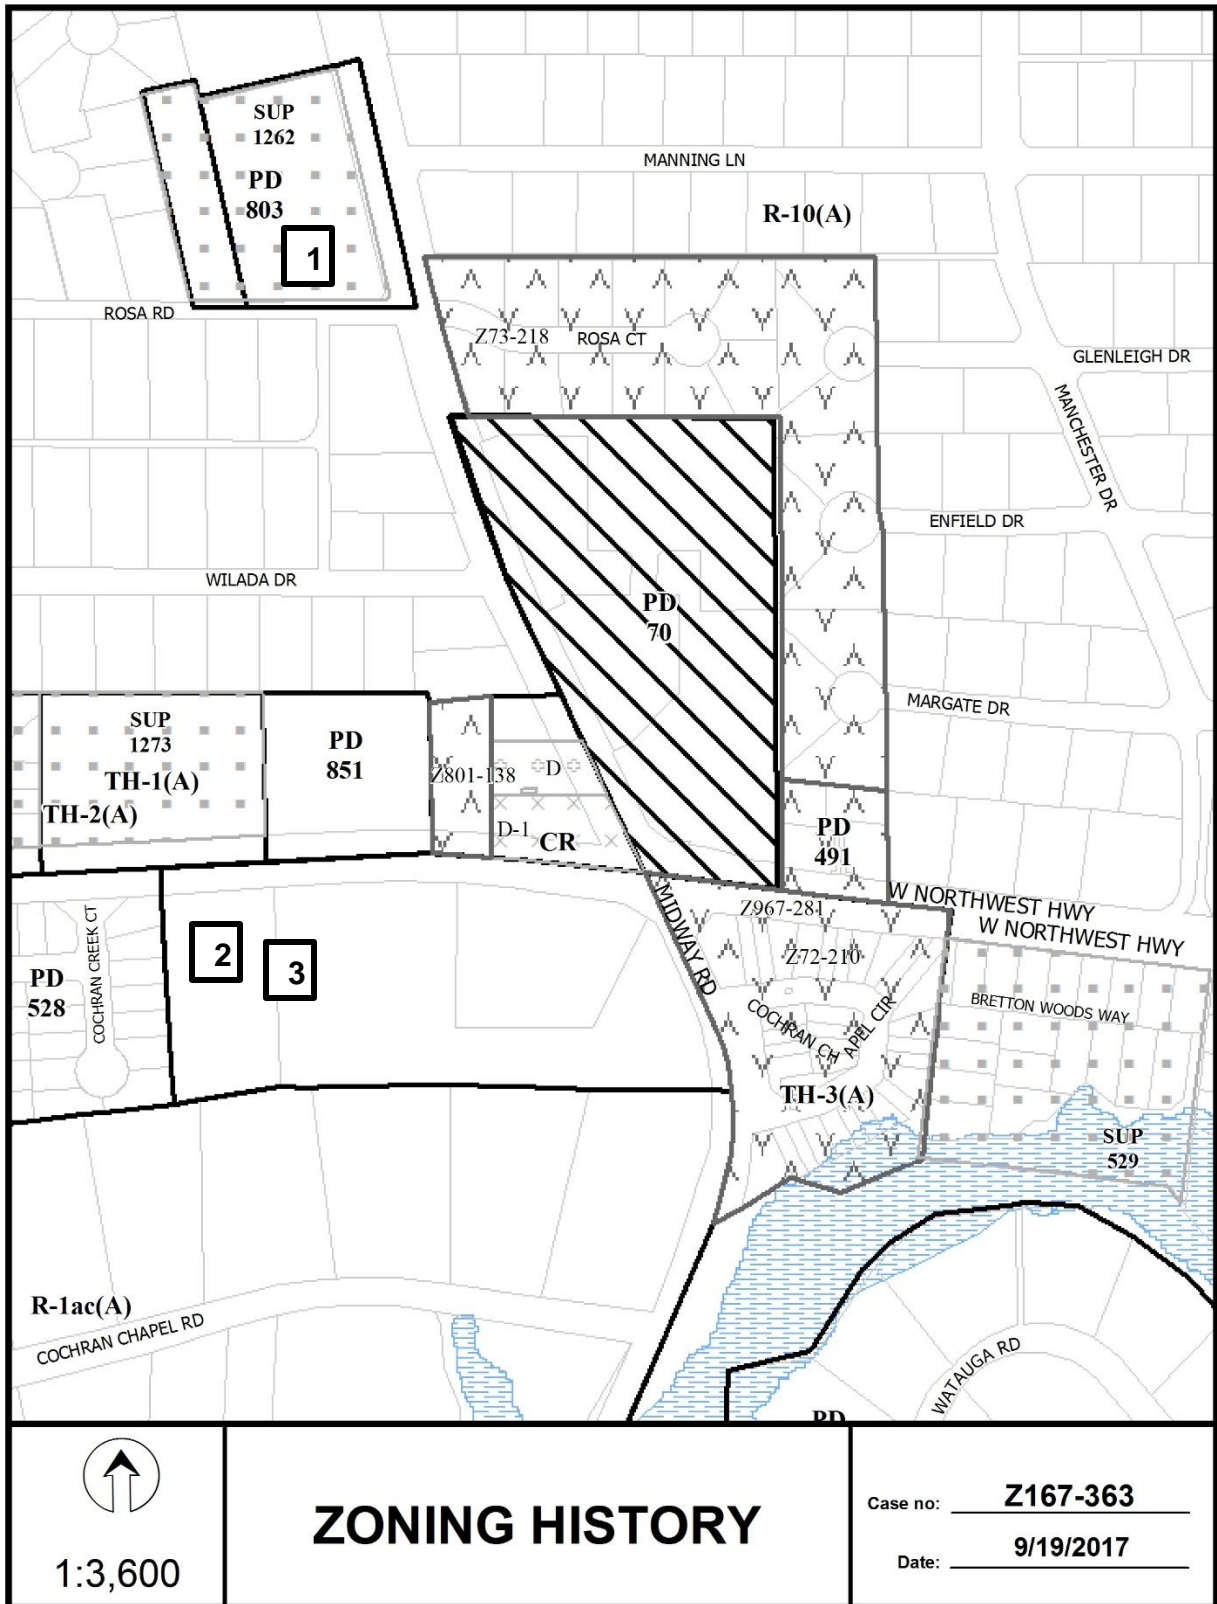 SUP
1262
PD
803
1
MANNING LN
R-10(A)
ROSA RD
Z73-218
ROSA CT
GLENLEIGH DR
MANCHESTER DR
ENFIELD DR
WILADA DR
PD
70
MARGATE DR
SUP
1273
TH-1(A)
TH-2(A)
PD
851
Z801-138
D
D-1
CR
PD
491
W NORTHWEST HWY
W NORTHWEST HWY
Z967-281
Z72-210
MIDWAY RD
2
3
PD
528
COCHRAN CREEK CT
BRETTON WOODS WAY
COCHRAN CH APEL CIR
TH-3(A)
SUP
529
R-1ac(A)
COCHRAN CHAPEL RD
WATAUGA RD
PD
1:3,600
ZONING HISTORY
Case no: Z167-363
Date: 9/19/2017